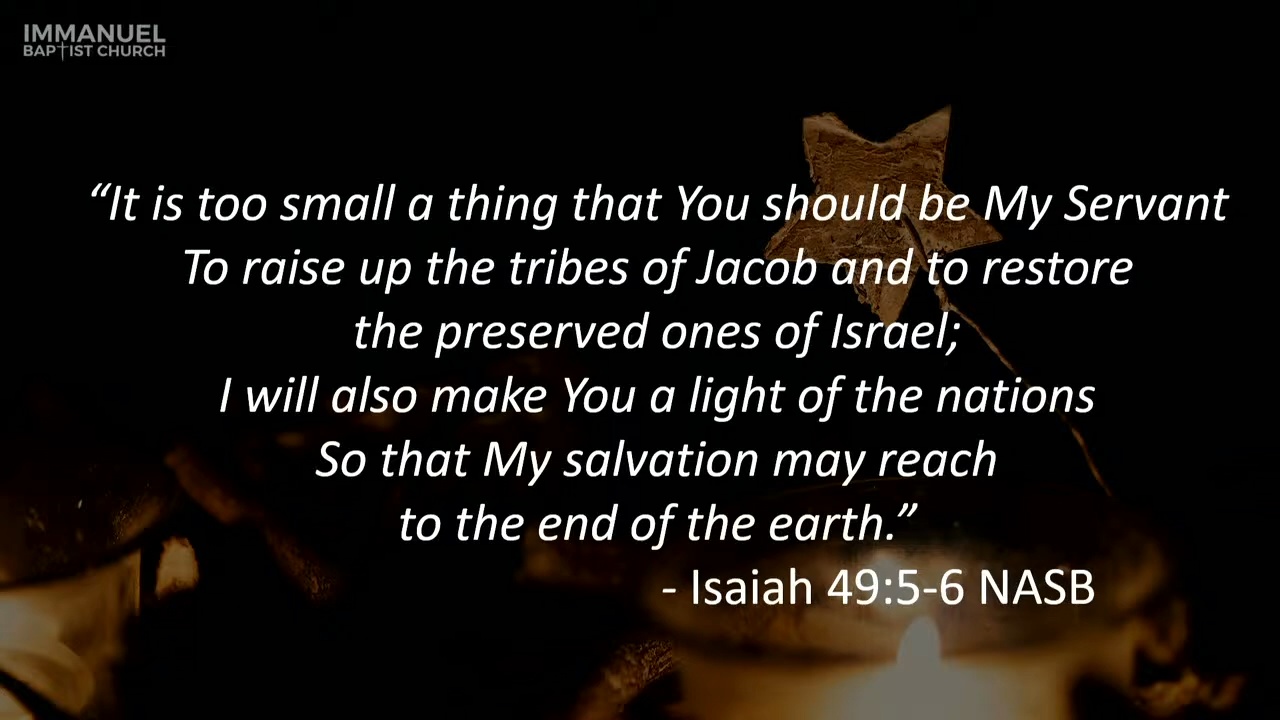 IMMANUEL
BAPTIST CHURCH
“It is too small a thing that You should be My Servant
To raise up the tribes of Jacob and to restore
the preserved ones of Israel;
I will also make You a light of the nations
So that My salvation may reach
to the end of the earth.”
- Isaiah 49:5-6 NASB